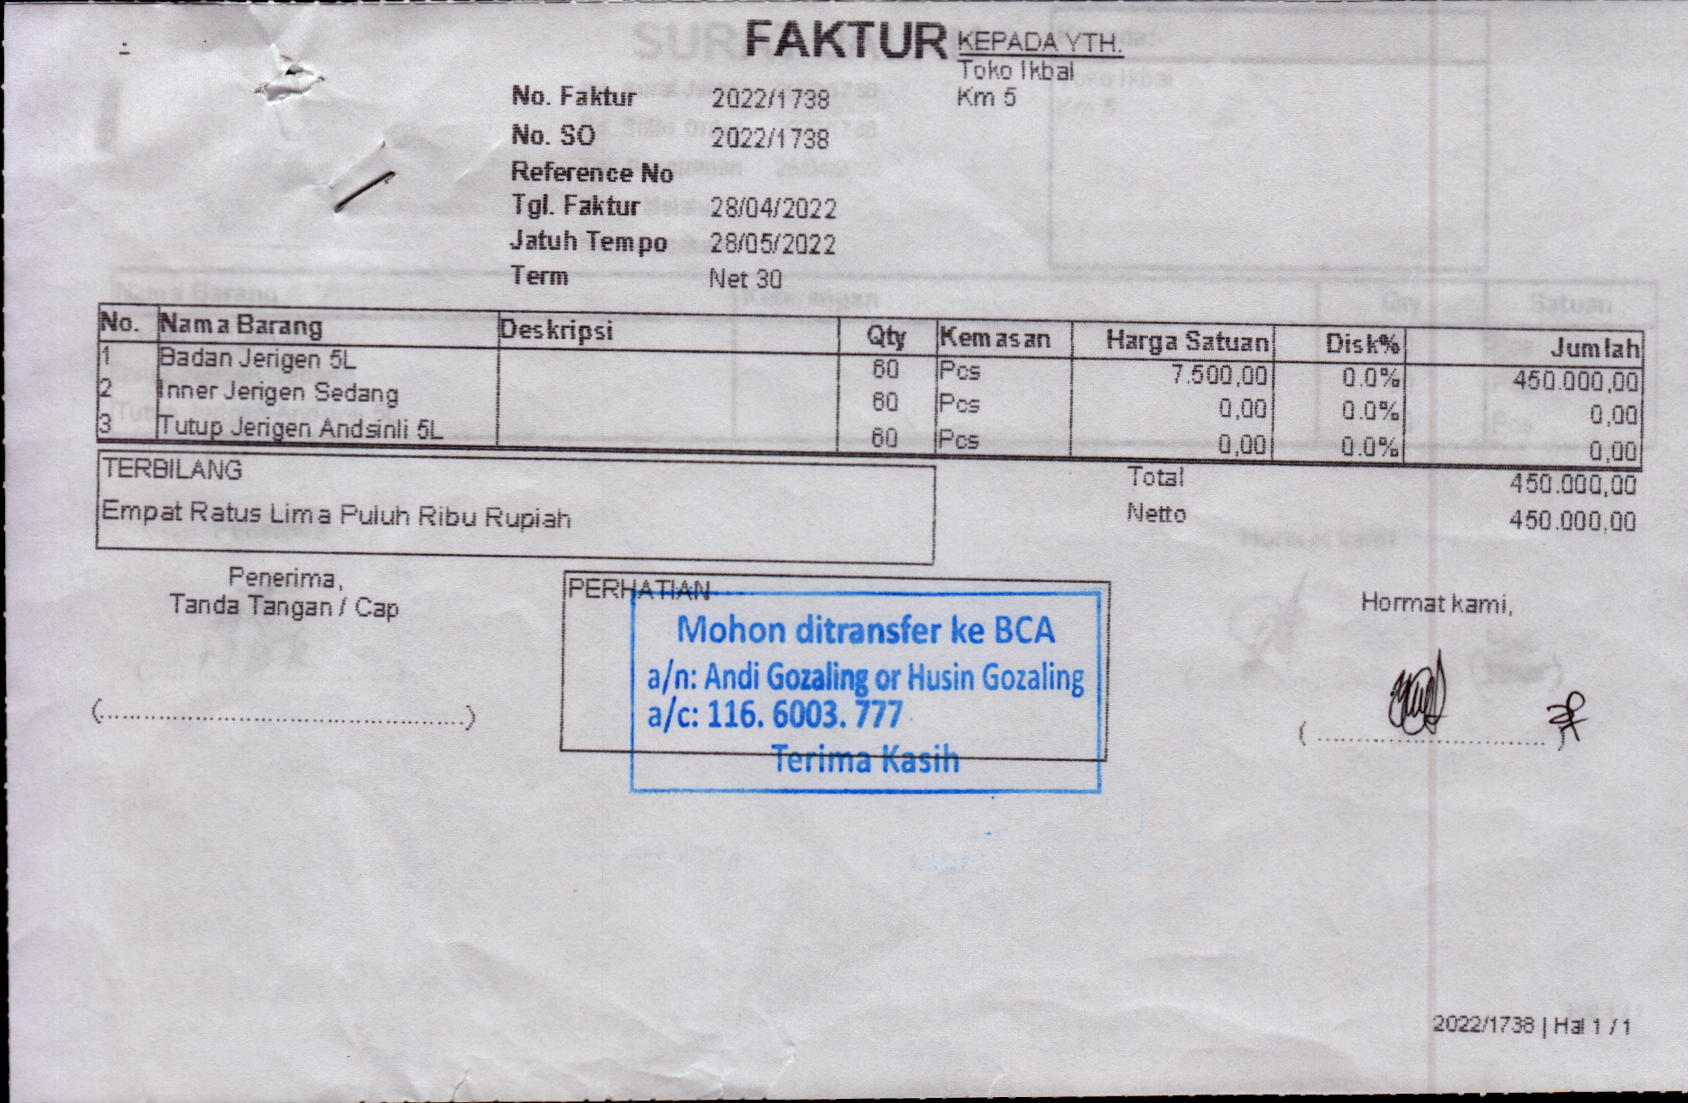 FAKTUR
KEPADA YTH.
Toko Ikbal
Km 5
No. Faktur 2022/1738
No. SO 2022/1738
Reference No
Tgl. Faktur 28/04/2022
Jatuh Tempo 28/05/2022
Term Net 30
No. Nama Barang Deskripsi Qty Kemasan Harga Satuan Disk% Jumlah
1 Badan Jerigen 5L 60 Pcs 7.500,00 0.0% 450.000,00
2 Inner Jerigen Sedang 60 Pcs 0,00 0.0% 0,00
3 Tutup Jerigen Andsinli 5L 60 Pcs 0,00 0.0% 0,00
TERBILANG
Empat Ratus Lima Puluh Ribu Rupiah
Total 450.000,00
Netto 450.000,00
Penerima,
Tanda Tangan / Cap
(................................................)
PERHATIAN
Mohon ditransfer ke BCA
a/n: Andi Gozaling or Husin Gozaling
a/c: 116. 6003. 777
Terima Kasih
Hormat kami,
(................................)
2022/1738 | Hal 1 / 1